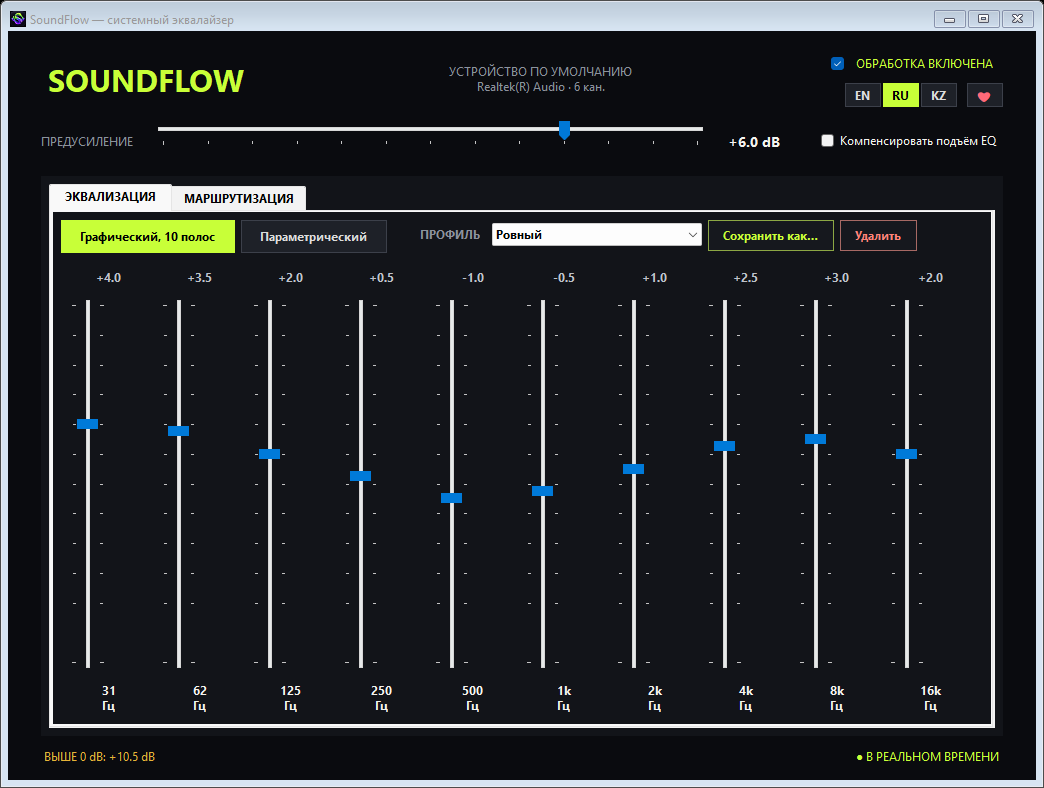 SoundFlow — системный эквалайзер
SOUNDFLOW
УСТРОЙСТВО ПО УМОЛЧАНИЮ
Realtek(R) Audio · 6 кан.
ОБРАБОТКА ВКЛЮЧЕНА
EN RU KZ
ПРЕДУСИЛЕНИЕ
+6.0 dB
Компенсировать подъём EQ
ЭКВАЛИЗАЦИЯ МАРШРУТИЗАЦИЯ
Графический, 10 полос Параметрический ПРОФИЛЬ Ровный Сохранить как... Удалить
+4.0 +3.5 +2.0 +0.5 -1.0 -0.5 +1.0 +2.5 +3.0 +2.0
31 62 125 250 500 1k 2k 4k 8k 16k
Гц Гц Гц Гц Гц Гц Гц Гц Гц Гц
ВЫШЕ 0 dB: +10.5 dB
● В РЕАЛЬНОМ ВРЕМЕНИ